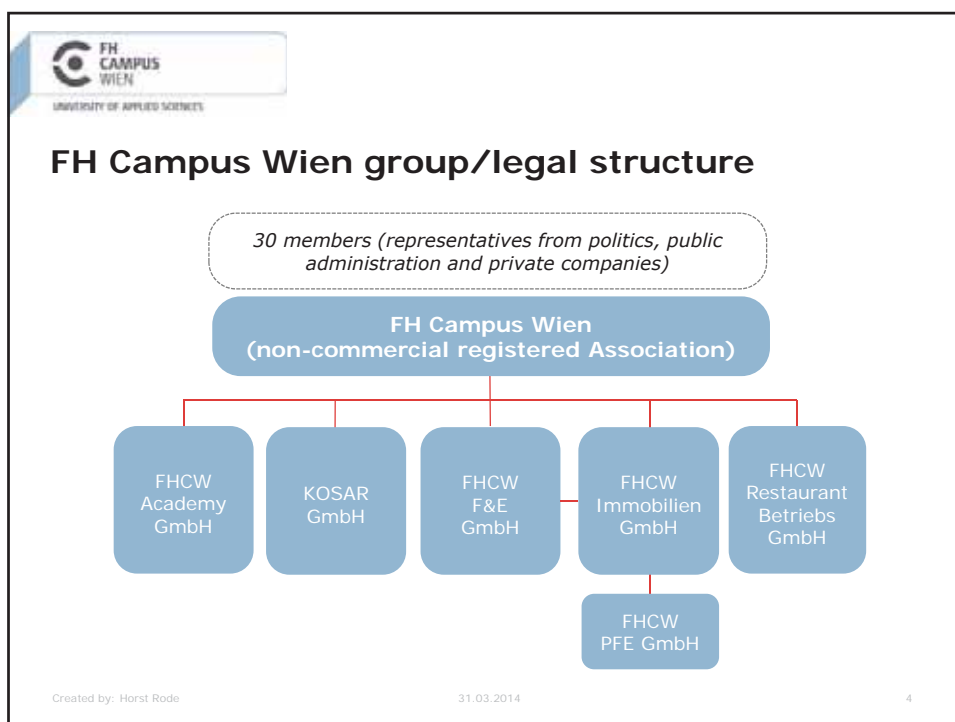 FH
CAMPUS
WIEN
UNIVERSITY OF APPLIED SCIENCES
FH Campus Wien group/legal structure
30 members (representatives from politics, public
administration and private companies)
FH Campus Wien
(non-commercial registered Association)
FHCW
Academy
GmbH
KOSAR
GmbH
FHCW
F&E
GmbH
FHCW
Immobilien
GmbH
FHCW
Restaurant
Betriebs
GmbH
FHCW
PFE GmbH
Created by: Horst Rode
31.03.2014
4